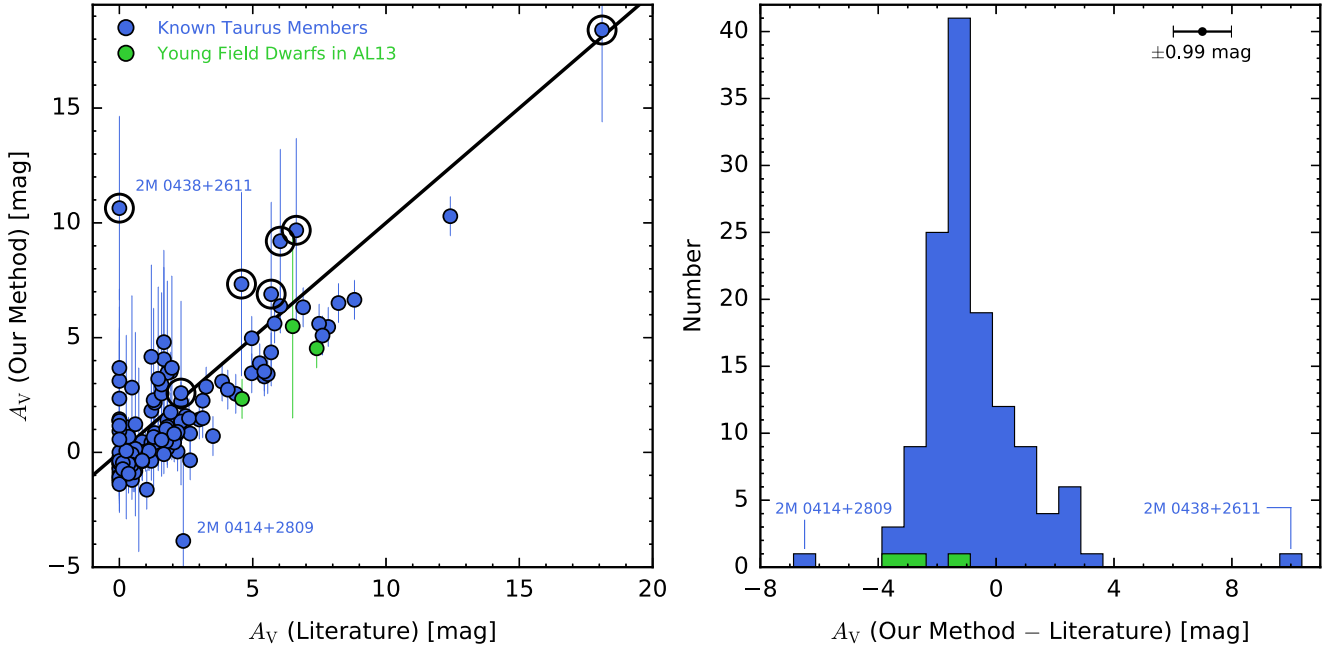 Known Taurus Members
Young Field Dwarfs in AL13
2M 0438+2611
2M 0414+2809
15
10
5
0
−5
0
5
10
15
20
A_V (Our Method) [mag]
A_V (Literature) [mag]
±0.99 mag
2M 0414+2809
2M 0438+2611
40
35
30
25
20
15
10
5
0
−8
−4
0
4
8
Number
A_V (Our Method − Literature) [mag]